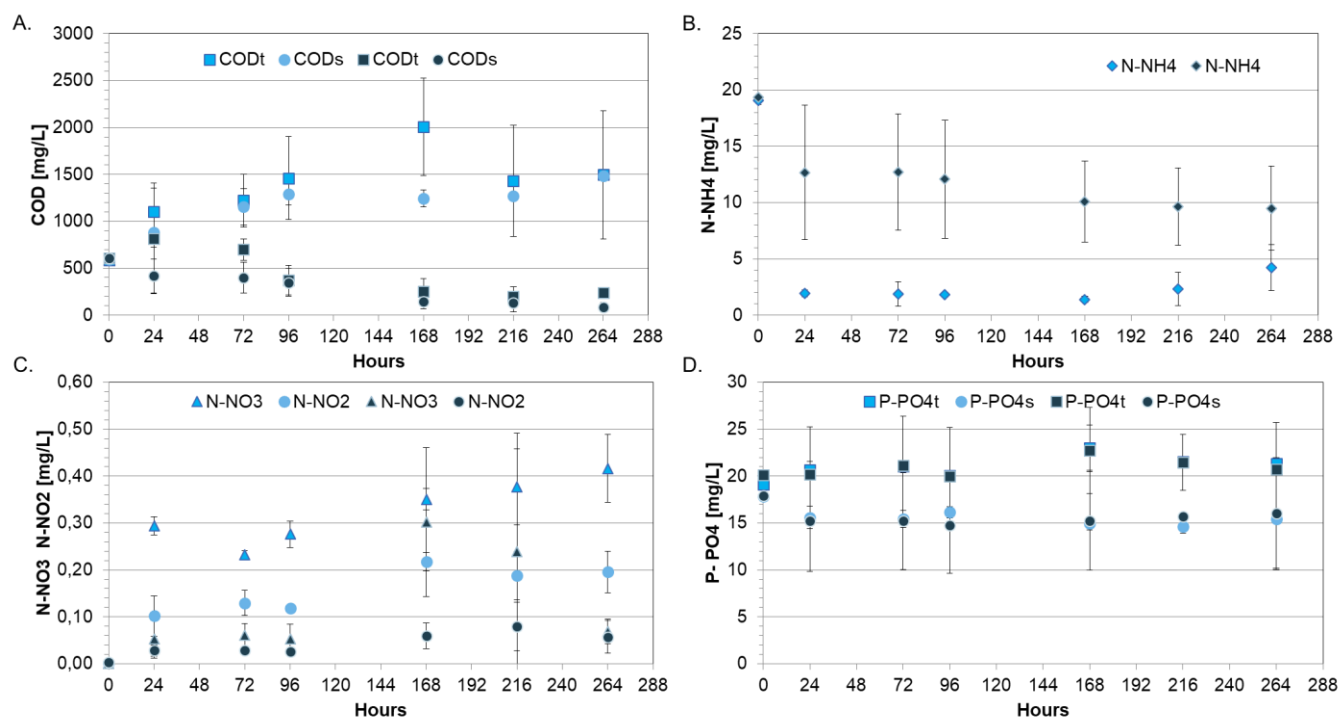 A.
CODt CODs CODt CODs
COD [mg/L]
3000
2500
2000
1500
1000
500
0
0 24 48 72 96 120 144 168 192 216 240 264 288
Hours
B.
N-NH4 N-NH4
N-NH4 [mg/L]
25
20
15
10
5
0
0 24 48 72 96 120 144 168 192 216 240 264 288
Hours
C.
N-NO3 N-NO2 N-NO3 N-NO2
N-NO3 N-NO2 [mg/L]
0,60
0,50
0,40
0,30
0,20
0,10
0,00
0 24 48 72 96 120 144 168 192 216 240 264 288
Hours
D.
P-PO4t P-PO4s P-PO4t P-PO4s
P- PO4 [mg/L]
30
25
20
15
10
5
0
0 24 48 72 96 120 144 168 192 216 240 264 288
Hours